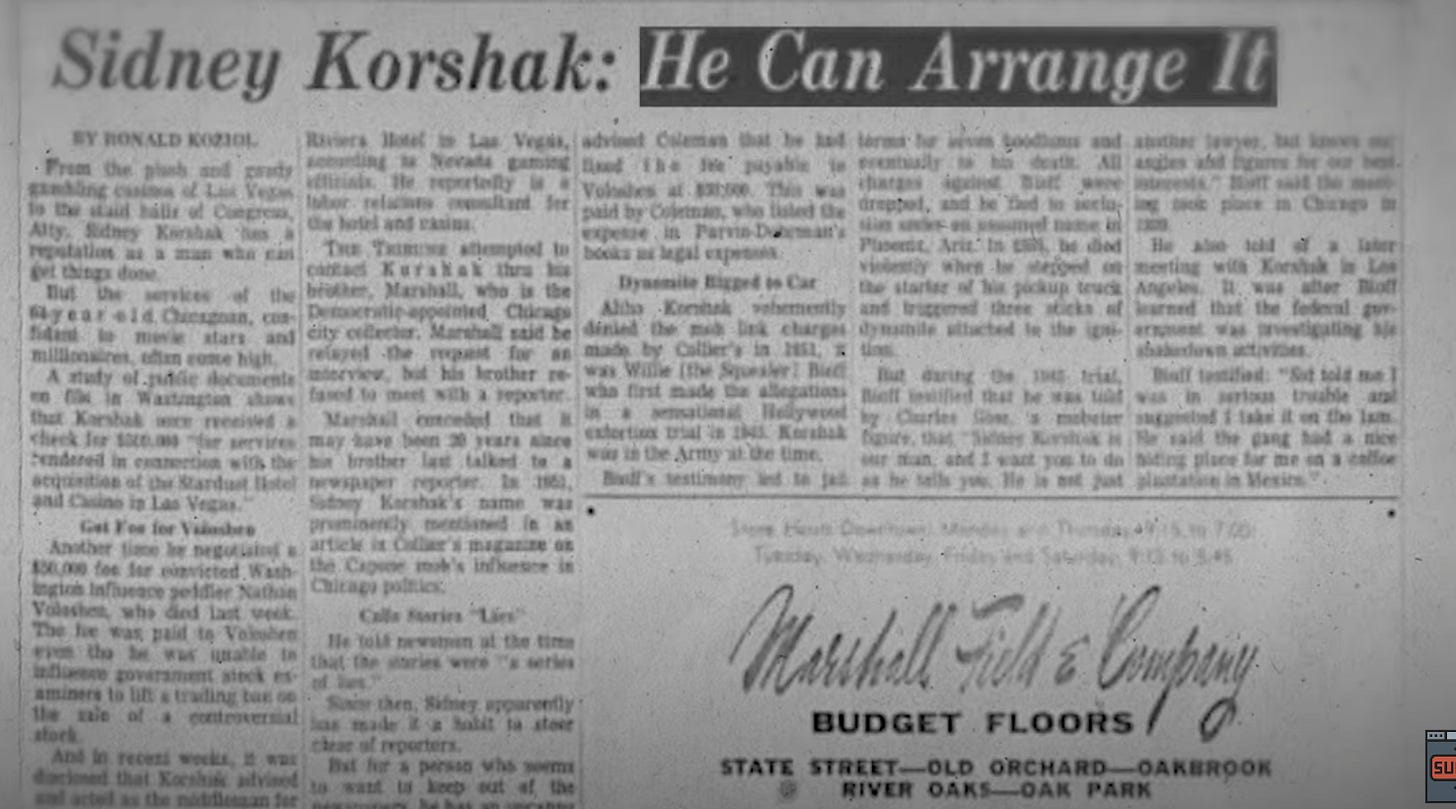 Sidney Korshak: He Can Arrange It
BY RONALD KOZIOL
From the plush and gaudy
gambling casinos of Las Vegas
to the staid halls of Congress,
Atty. Sidney Korshak has a
reputation as a man who can
get things done.
But the services of the
year old Chicagoan, con-
fidant to movie stars and
millionaires, often come high.
A study of public documents
on file in Washington shows
that Korshak once received a
check for "for services
rendered in connection with the
acquisition of the Stardust Hotel
and Casino in Las Vegas."
Got Fee for Voloshen
Another time he negotiated a
$50,000 fee for convicted Wash-
ington influence peddler Nathan
Voloshen, who died last week.
The fee was paid to Voloshen
even tho he was unable to
influence government stock ex-
aminers to lift a trading ban on
the sale of a controversial
stock.
And in recent weeks, it was
disclosed that Korshak advised
and acted as the middleman for
Riviera Hotel in Las Vegas,
according to Nevada gaming
officials. He reportedly is a
labor relations consultant for
the hotel and casino.
THE TRIBUNE attempted to
contact Korshak thru his
brother, Marshall, who is the
Democratic-appointed Chicago
city collector. Marshall said he
relayed the request for an
interview, but his brother re-
fused to meet with a reporter.
Marshall conceded that it
may have been 20 years since
his brother last talked to a
newspaper reporter. In
Sidney Korshak's name was
prominently mentioned in an
article in Collier's magazine on
the Capone mob's influence in
Chicago politics.
Calls Stories "Lies"
He told newsmen at the time
that the stories were "a series
of lies."
Since then, Sidney apparently
has made it a habit to steer
clear of reporters.
But for a person who seems
to want to keep out of the
newspapers, he has an uncanny
advised Coleman that he had
fixed the fee payable to
Voloshen at This was
paid by Coleman, who listed the
expense in Parvin-Dohrman's
books as legal expenses.
Dynamite Rigged to Car
Altho Korshak vehemently
denied the mob link charges
made by Collier's in it
was Willie [the Squealer] Bioff
who first made the allegations
in a sensational Hollywood
extortion trial in Korshak
was in the Army at the time.
Bioff's testimony led to jail
terms for seven hoodlums and
eventually to his death. All
charges against Bioff were
dropped, and he fled to seclu-
sion under an assumed name in
Phoenix, Ariz. In he died
violently when he stepped on
the starter of his pickup truck
and triggered three sticks of
dynamite attached to the igni-
tion.
But during the trial,
Bioff testified that he was told
by Charles Gioe, a mobster
figure, that "Sidney Korshak is
our man, and I want you to do
as he tells you. He is not just
another lawyer, but knows our
angles and figures for our best
interests." Bioff said the meet-
ing took place in Chicago in
He also told of a later
meeting with Korshak in Los
Angeles. It was after Bioff
learned that the federal gov-
ernment was investigating his
shakedown activities.
Bioff testified: "Sid told me I
was in serious trouble and
suggested I take it on the lam.
He said the gang had a nice
hiding place for me on a coffee
plantation in Mexico."
Store Hours Downtown: Monday and Thursday, 9:15 to 7:00;
Tuesday, Wednesday, Friday and Saturday, 9:15 to 5:45
Marshall Field & Company
BUDGET FLOORS
STATE STREET—OLD ORCHARD—OAKBROOK
RIVER OAKS—OAK PARK
SU